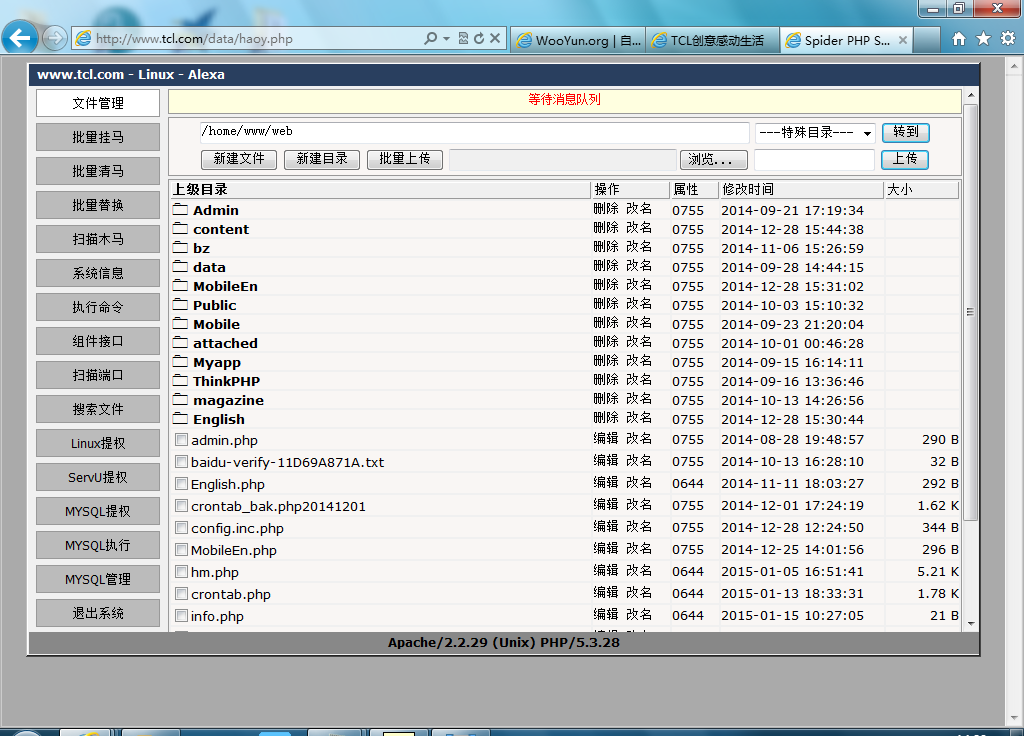 http://www.tcl.com/data/haoy.php
WooYun.org | 自...
TCL创意感动生活
Spider PHP S...
www.tcl.com - Linux - Alexa
文件管理
批量挂马
批量清马
批量替换
扫描木马
系统信息
执行命令
组件接口
扫描端口
搜索文件
Linux提权
ServU提权
MYSQL提权
MYSQL执行
MYSQL管理
退出系统
等待消息队列
/home/www/web ---特殊目录--- 转到
新建文件 新建目录 批量上传 浏览... 上传
上级目录 操作 属性 修改时间 大小
Admin 删除 改名 0755 2014-09-21 17:19:34
content 删除 改名 0755 2014-12-28 15:44:38
bz 删除 改名 0755 2014-11-06 15:26:59
data 删除 改名 0755 2014-09-28 14:44:15
MobileEn 删除 改名 0755 2014-12-28 15:31:02
Public 删除 改名 0755 2014-10-03 15:10:32
Mobile 删除 改名 0755 2014-09-23 21:20:04
attached 删除 改名 0755 2014-10-01 00:46:28
Myapp 删除 改名 0755 2014-09-15 16:14:11
ThinkPHP 删除 改名 0755 2014-09-16 13:36:46
magazine 删除 改名 0755 2014-10-13 14:26:56
English 删除 改名 0755 2014-12-28 15:30:44
admin.php 编辑 改名 0755 2014-08-28 19:48:57 290 B
baidu-verify-11D69A871A.txt 编辑 改名 0755 2014-10-13 16:28:10 32 B
English.php 编辑 改名 0644 2014-11-11 18:03:27 292 B
crontab_bak.php20141201 编辑 改名 0755 2014-12-01 17:24:19 1.62 K
config.inc.php 编辑 改名 0755 2014-12-28 12:24:50 344 B
MobileEn.php 编辑 改名 0755 2014-12-25 14:01:56 296 B
hm.php 编辑 改名 0644 2015-01-05 16:51:41 5.21 K
crontab.php 编辑 改名 0644 2015-01-13 18:33:31 1.78 K
info.php 编辑 改名 0644 2015-01-15 10:27:05 21 B
Apache/2.2.29 (Unix) PHP/5.3.28